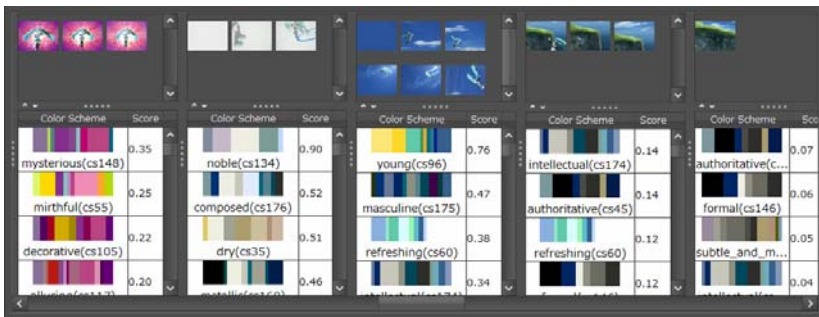 Color Scheme Score
mysterious(cs148) 0.35
mirthful(cs55) 0.25
decorative(cs105) 0.22
0.20
Color Scheme Score
noble(cs134) 0.90
composed(cs176) 0.52
dry(cs35) 0.51
0.46
Color Scheme Score
young(cs96) 0.76
masculine(cs175) 0.47
refreshing(cs60) 0.38
0.34
Color Scheme Score
intellectual(cs174) 0.14
authoritative(cs45) 0.14
refreshing(cs60) 0.12
0.12
Color Scheme Score
authoritative(c... 0.07
formal(cs146) 0.06
subtle_and_m... 0.05
0.04